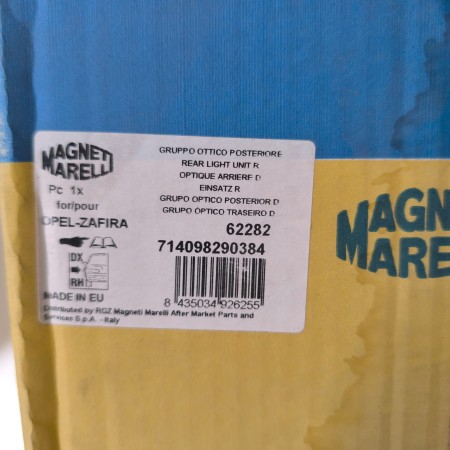 MAGNETI
MARELLI
Pc 1x
for/pour
OPEL-ZAFIRA
DX
RH
MADE IN EU
GRUPPO OTTICO POSTERIORE
REAR LIGHT UNIT R
OPTIQUE ARRIERE D
EINSATZ R
GRUPO OPTICO POSTERIOR D
GRUPO OPTICO TRASEIRO D
62282
714098290384
8 435034 926255
Distributed by RGZ Magneti Marelli After Market Parts and
Services S.p.A. - Italy
MAGN
MARE